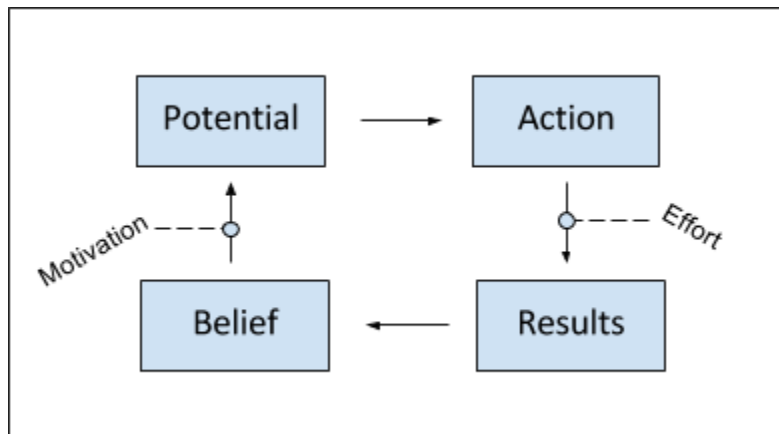 Potential
Action
Motivation
Effort
Belief
Results